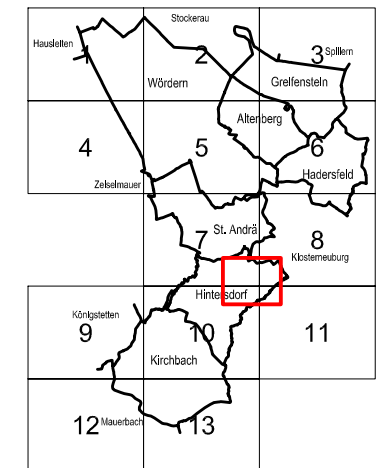 Stockerau
Hausleiten
1
2
3 Spillern
Greifenstein
Wördern
Altenberg
4
5
6
Hadersfeld
Zeiselmauer
St. Andrä
7
8
Klosterneuburg
Hintersdorf
Königstetten
9
10
11
Kirchbach
12 Mauerbach
13